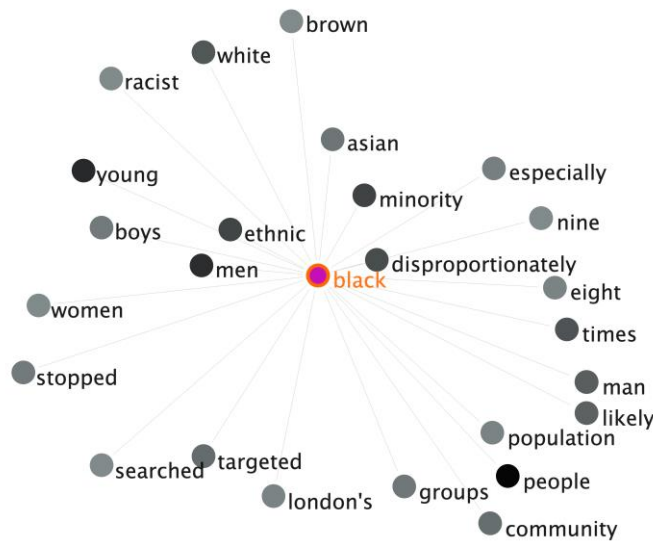 brown
white
racist
asian
especially
young
minority
nine
boys
ethnic
men
disproportionately
black
eight
women
times
stopped
man
likely
population
targeted
searched
people
groups
london's
community